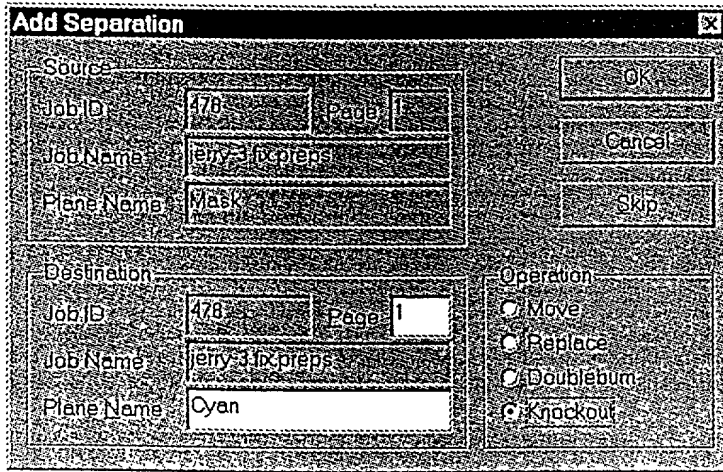 Add Separation
Source
Job ID 478 Page 1
Job Name jerry-3.fix.preps
Plane Name Mask
OK
Cancel
Skip
Destination
Job ID 478 Page 1
Job Name jerry-3.fix.preps
Plane Name Cyan
Operation
Move
Replace
Doubleburn
Knockout